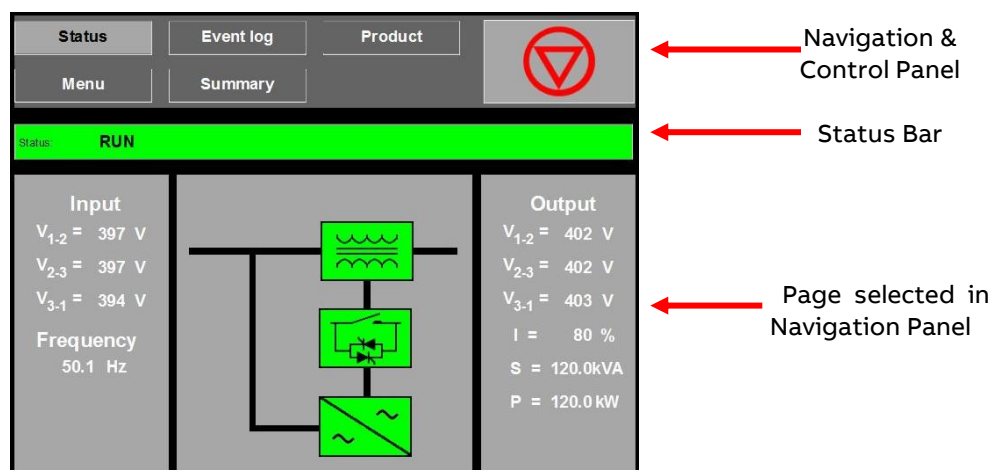 Status
Event log
Product
Menu
Summary
Navigation &
Control Panel
Status: RUN
Status Bar
Input
V1-2 = 397 V
V2-3 = 397 V
V3-1 = 394 V
Frequency
50.1 Hz
Output
V1-2 = 402 V
V2-3 = 402 V
V3-1 = 403 V
I = 80 %
S = 120.0kVA
P = 120.0 kW
Page selected in
Navigation Panel